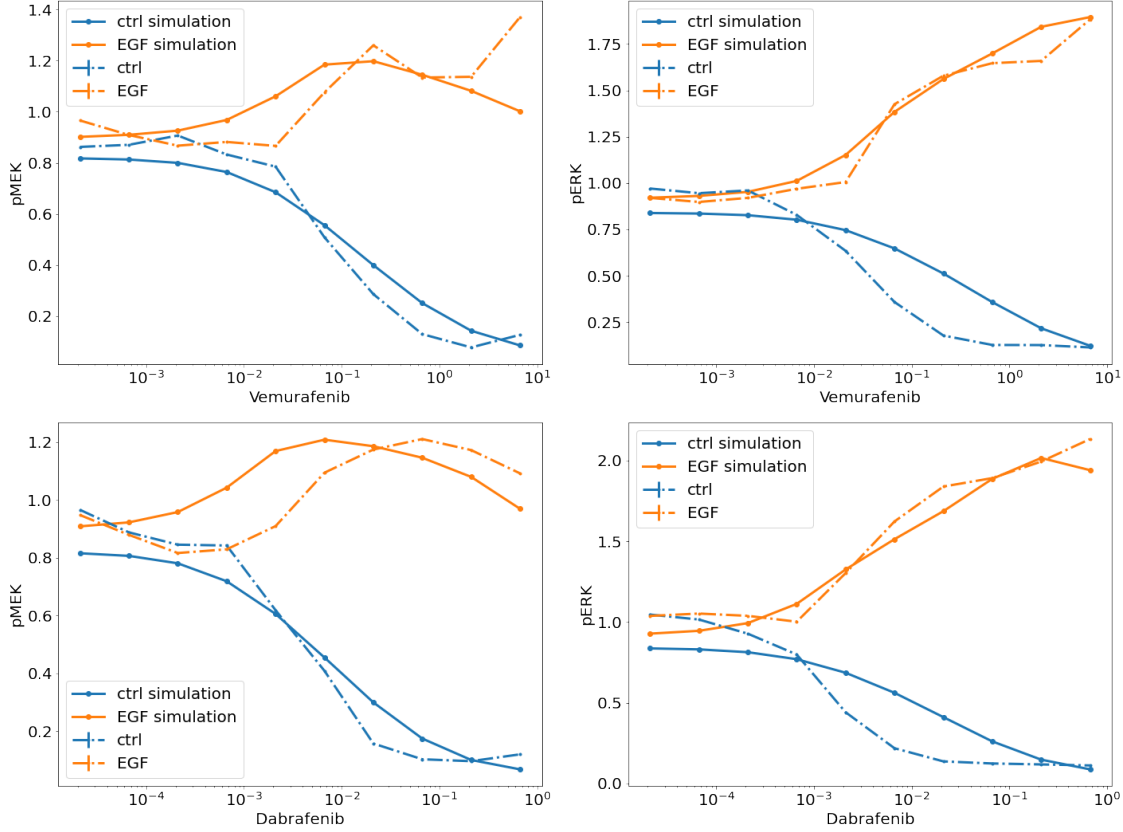 1.4
1.2
1.0
0.8
0.6
0.4
0.2
pMEK
ctrl simulation
EGF simulation
ctrl
EGF
10⁻³ 10⁻² 10⁻¹ 10⁰ 10¹
Vemurafenib
1.75
1.50
1.25
1.00
0.75
0.50
0.25
pERK
ctrl simulation
EGF simulation
ctrl
EGF
10⁻³ 10⁻² 10⁻¹ 10⁰ 10¹
Vemurafenib
1.2
1.0
0.8
0.6
0.4
0.2
pMEK
ctrl simulation
EGF simulation
ctrl
EGF
10⁻⁴ 10⁻³ 10⁻² 10⁻¹ 10⁰
Dabrafenib
2.0
1.5
1.0
0.5
0.0
pERK
ctrl simulation
EGF simulation
ctrl
EGF
10⁻⁴ 10⁻³ 10⁻² 10⁻¹ 10⁰
Dabrafenib